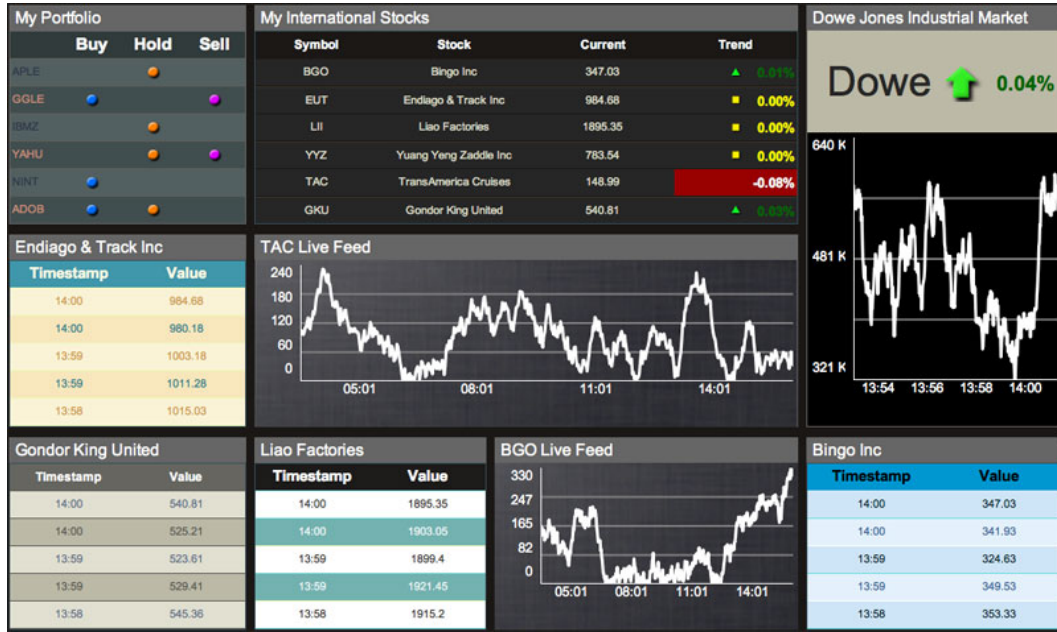 My Portfolio
Buy Hold Sell
APLE
GGLE
IBMZ
YAHU
NINT
ADOB
My International Stocks
Symbol Stock Current Trend
BGO Bingo Inc 347.03 0.01%
EUT Endiago & Track Inc 984.68 0.00%
LII Liao Factories 1895.35 0.00%
YYZ Yuang Yeng Zaddle Inc 783.54 0.00%
TAC TransAmerica Cruises 148.99 -0.08%
GKU Gondor King United 540.81 0.03%
Dowe Jones Industrial Market
Dowe 0.04%
640 K
481 K
321 K
13:54 13:56 13:58 14:00
Endiago & Track Inc
Timestamp Value
14:00 984.68
14:00 980.18
13:59 1003.18
13:59 1011.28
13:58 1015.03
TAC Live Feed
240
180
120
60
0
05:01 08:01 11:01 14:01
Gondor King United
Timestamp Value
14:00 540.81
14:00 525.21
13:59 523.61
13:59 529.41
13:58 545.36
Liao Factories
Timestamp Value
14:00 1895.35
14:00 1903.05
13:59 1899.4
13:59 1921.45
13:58 1915.2
BGO Live Feed
330
247
165
82
0
05:01 08:01 11:01 14:01
Bingo Inc
Timestamp Value
14:00 347.03
14:00 341.93
13:59 324.63
13:59 349.53
13:58 353.33